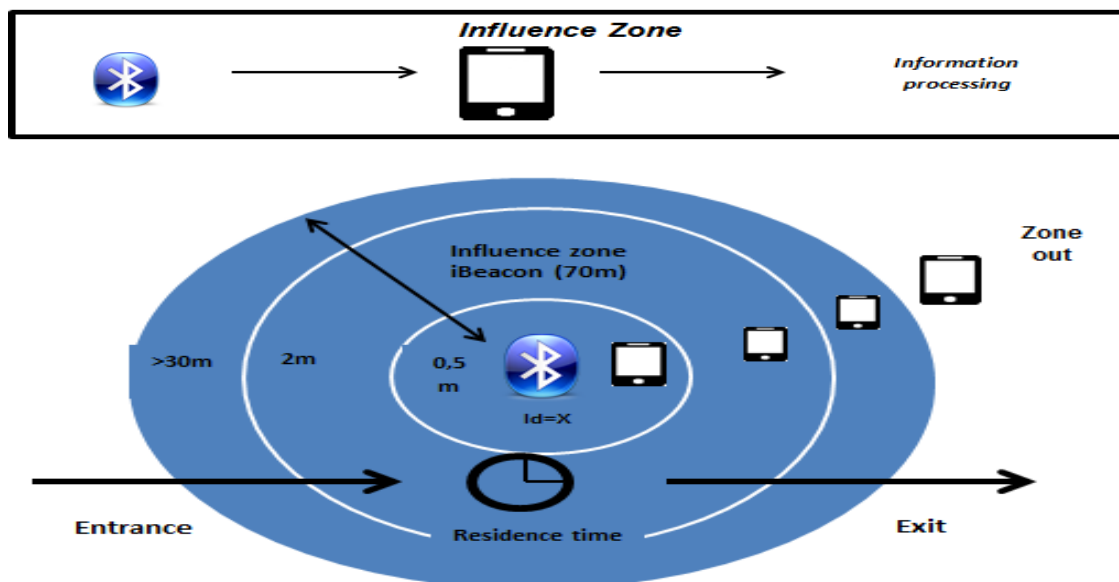 Influence Zone
Information
processing
Influence zone
iBeacon (70m)
Zone
out
>30m
2m
0,5
m
Id=X
Entrance
Residence time
Exit